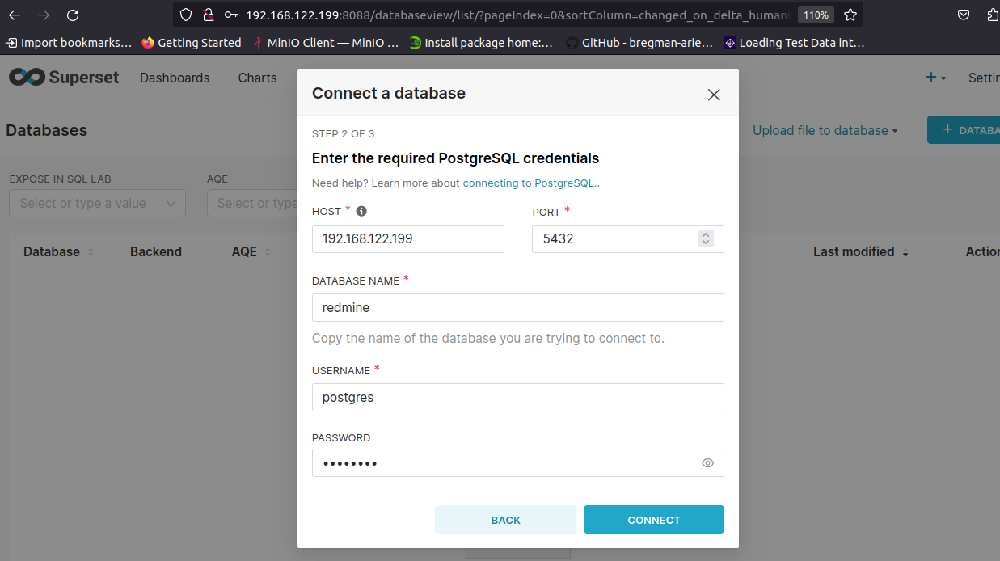 192.168.122.199:8088/databaseview/list/?pageIndex=0&sortColumn=changed_on_delta_humani 110%
Import bookmarks... Getting Started MinIO Client — MinIO ... Install package home:... GitHub - bregman-arie... Loading Test Data int...
Superset Dashboards Charts + Settin
Connect a database
Databases Upload file to database + DATABA
STEP 2 OF 3
Enter the required PostgreSQL credentials
EXPOSE IN SQL LAB AQE
Need help? Learn more about connecting to PostgreSQL..
Select or type a value Select or type
HOST * PORT *
192.168.122.199 5432
Database Backend AQE Last modified Action
DATABASE NAME *
redmine
Copy the name of the database you are trying to connect to.
USERNAME *
postgres
PASSWORD
••••••••
BACK CONNECT